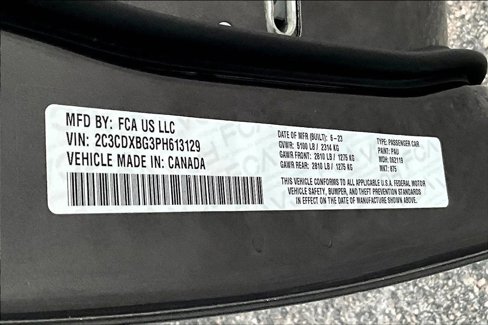 MFD BY: FCA US LLC
VIN: 2C3CDXBG3PH613129
VEHICLE MADE IN: CANADA
DATE OF MFR (BUILT): 6-23
GVWR: 5100 LB / 2314 KG
GAWR FRONT: 2810 LB / 1275 KG
GAWR REAR: 2810 LB / 1275 KG
TYPE: PASSENGER CAR
PAINT: PAU
MDH: 062119
MKT: 875
THIS VEHICLE CONFORMS TO ALL APPLICABLE U.S.A. FEDERAL MOTOR
VEHICLE SAFETY, BUMPER, AND THEFT PREVENTION STANDARDS
IN EFFECT ON THE DATE OF MANUFACTURE SHOWN ABOVE.